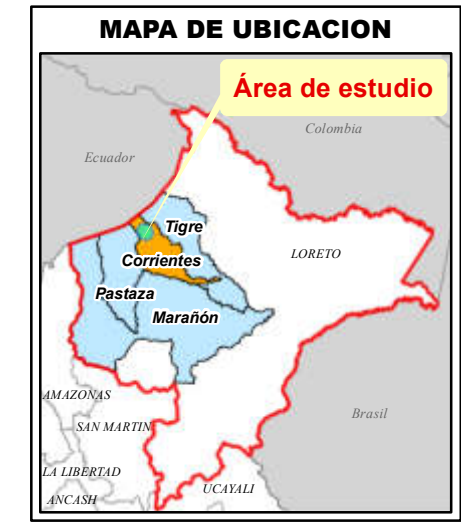 MAPA DE UBICACION
Área de estudio
Colombia
Ecuador
Tigre
LORETO
Corrientes
Pastaza
Marañón
AMAZONAS
Brasil
SAN MARTIN
LA LIBERTAD
UCAYALI
ANCASH